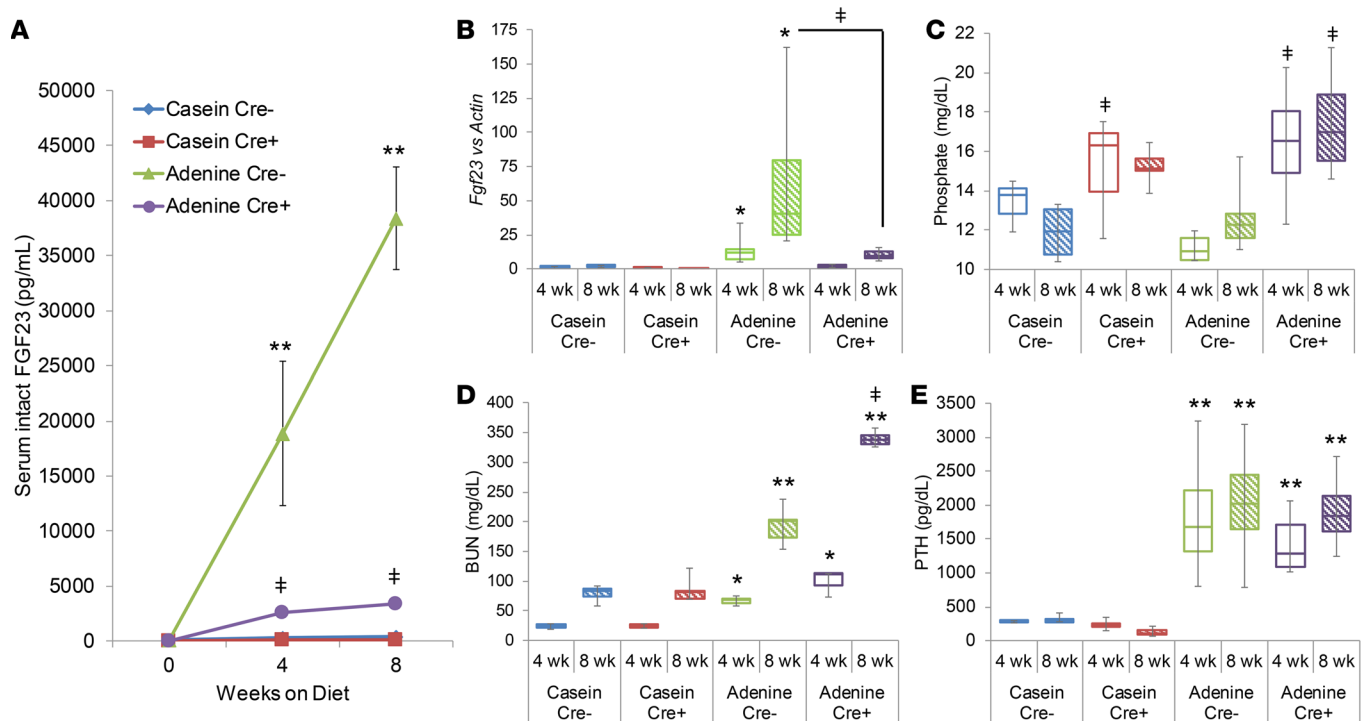 A
Serum intact FGF23 (pg/mL)
50000
45000
40000
35000
30000
25000
20000
15000
10000
5000
0
Casein Cre-
Casein Cre+
Adenine Cre-
Adenine Cre+
**
**
ǂ
ǂ
0 4 8
Weeks on Diet
B
Fgf23 vs Actin
175
150
125
100
75
50
25
0
ǂ
*
*
4 wk 8 wk 4 wk 8 wk 4 wk 8 wk 4 wk 8 wk
Casein Casein Adenine Adenine
Cre- Cre+ Cre- Cre+
C
Phosphate (mg/dL)
22
20
18
16
14
12
10
ǂ
ǂ
ǂ
4 wk 8 wk 4 wk 8 wk 4 wk 8 wk 4 wk 8 wk
Casein Casein Adenine Adenine
Cre- Cre+ Cre- Cre+
D
BUN (mg/dL)
400
350
300
250
200
150
100
50
0
ǂ
**
**
*
*
4 wk 8 wk 4 wk 8 wk 4 wk 8 wk 4 wk 8 wk
Casein Casein Adenine Adenine
Cre- Cre+ Cre- Cre+
E
PTH (pg/dL)
3500
3000
2500
2000
1500
1000
500
0
** ** ** **
4 wk 8 wk 4 wk 8 wk 4 wk 8 wk 4 wk 8 wk
Casein Casein Adenine Adenine
Cre- Cre+ Cre- Cre+